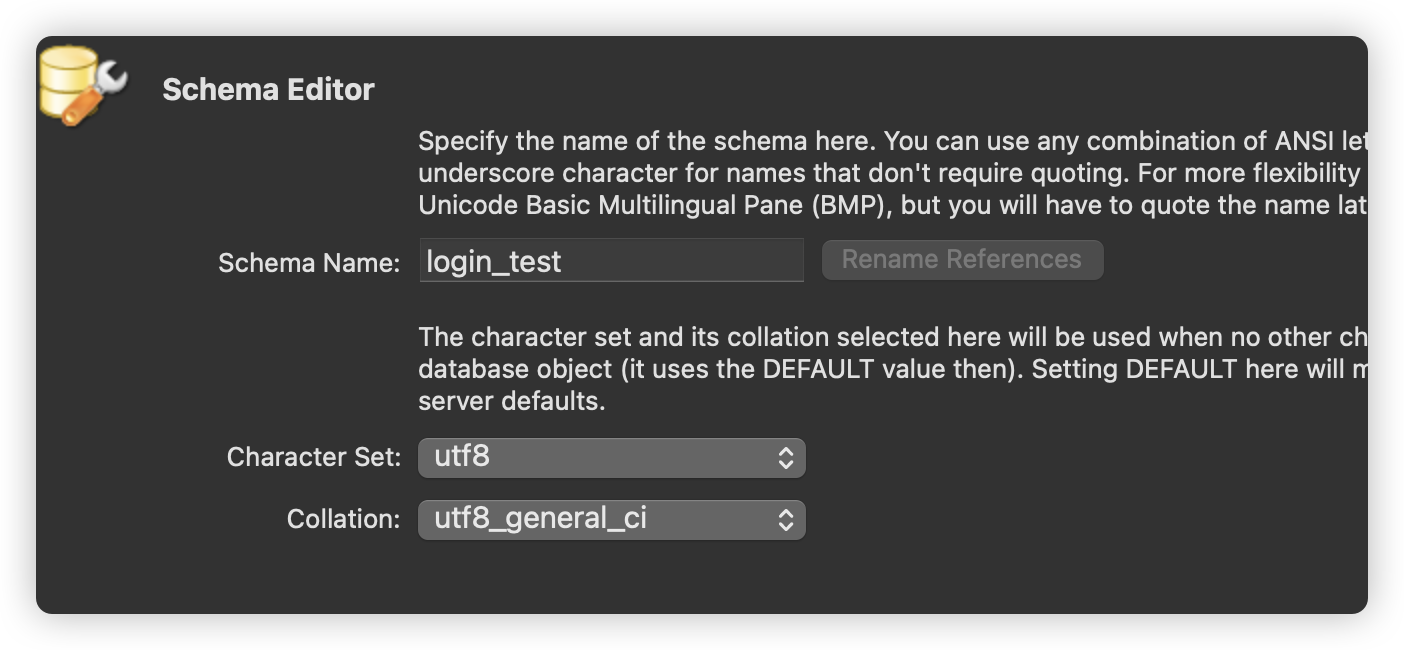 Schema Editor
Specify the name of the schema here. You can use any combination of ANSI
underscore character for names that don't require quoting. For more flexibility
Unicode Basic Multilingual Pane (BMP), but you will have to quote the name
Schema Name: login_test Rename References
The character set and its collation selected here will be used when no other
database object (it uses the DEFAULT value then). Setting DEFAULT here will
server defaults.
Character Set: utf8
Collation: utf8_general_ci